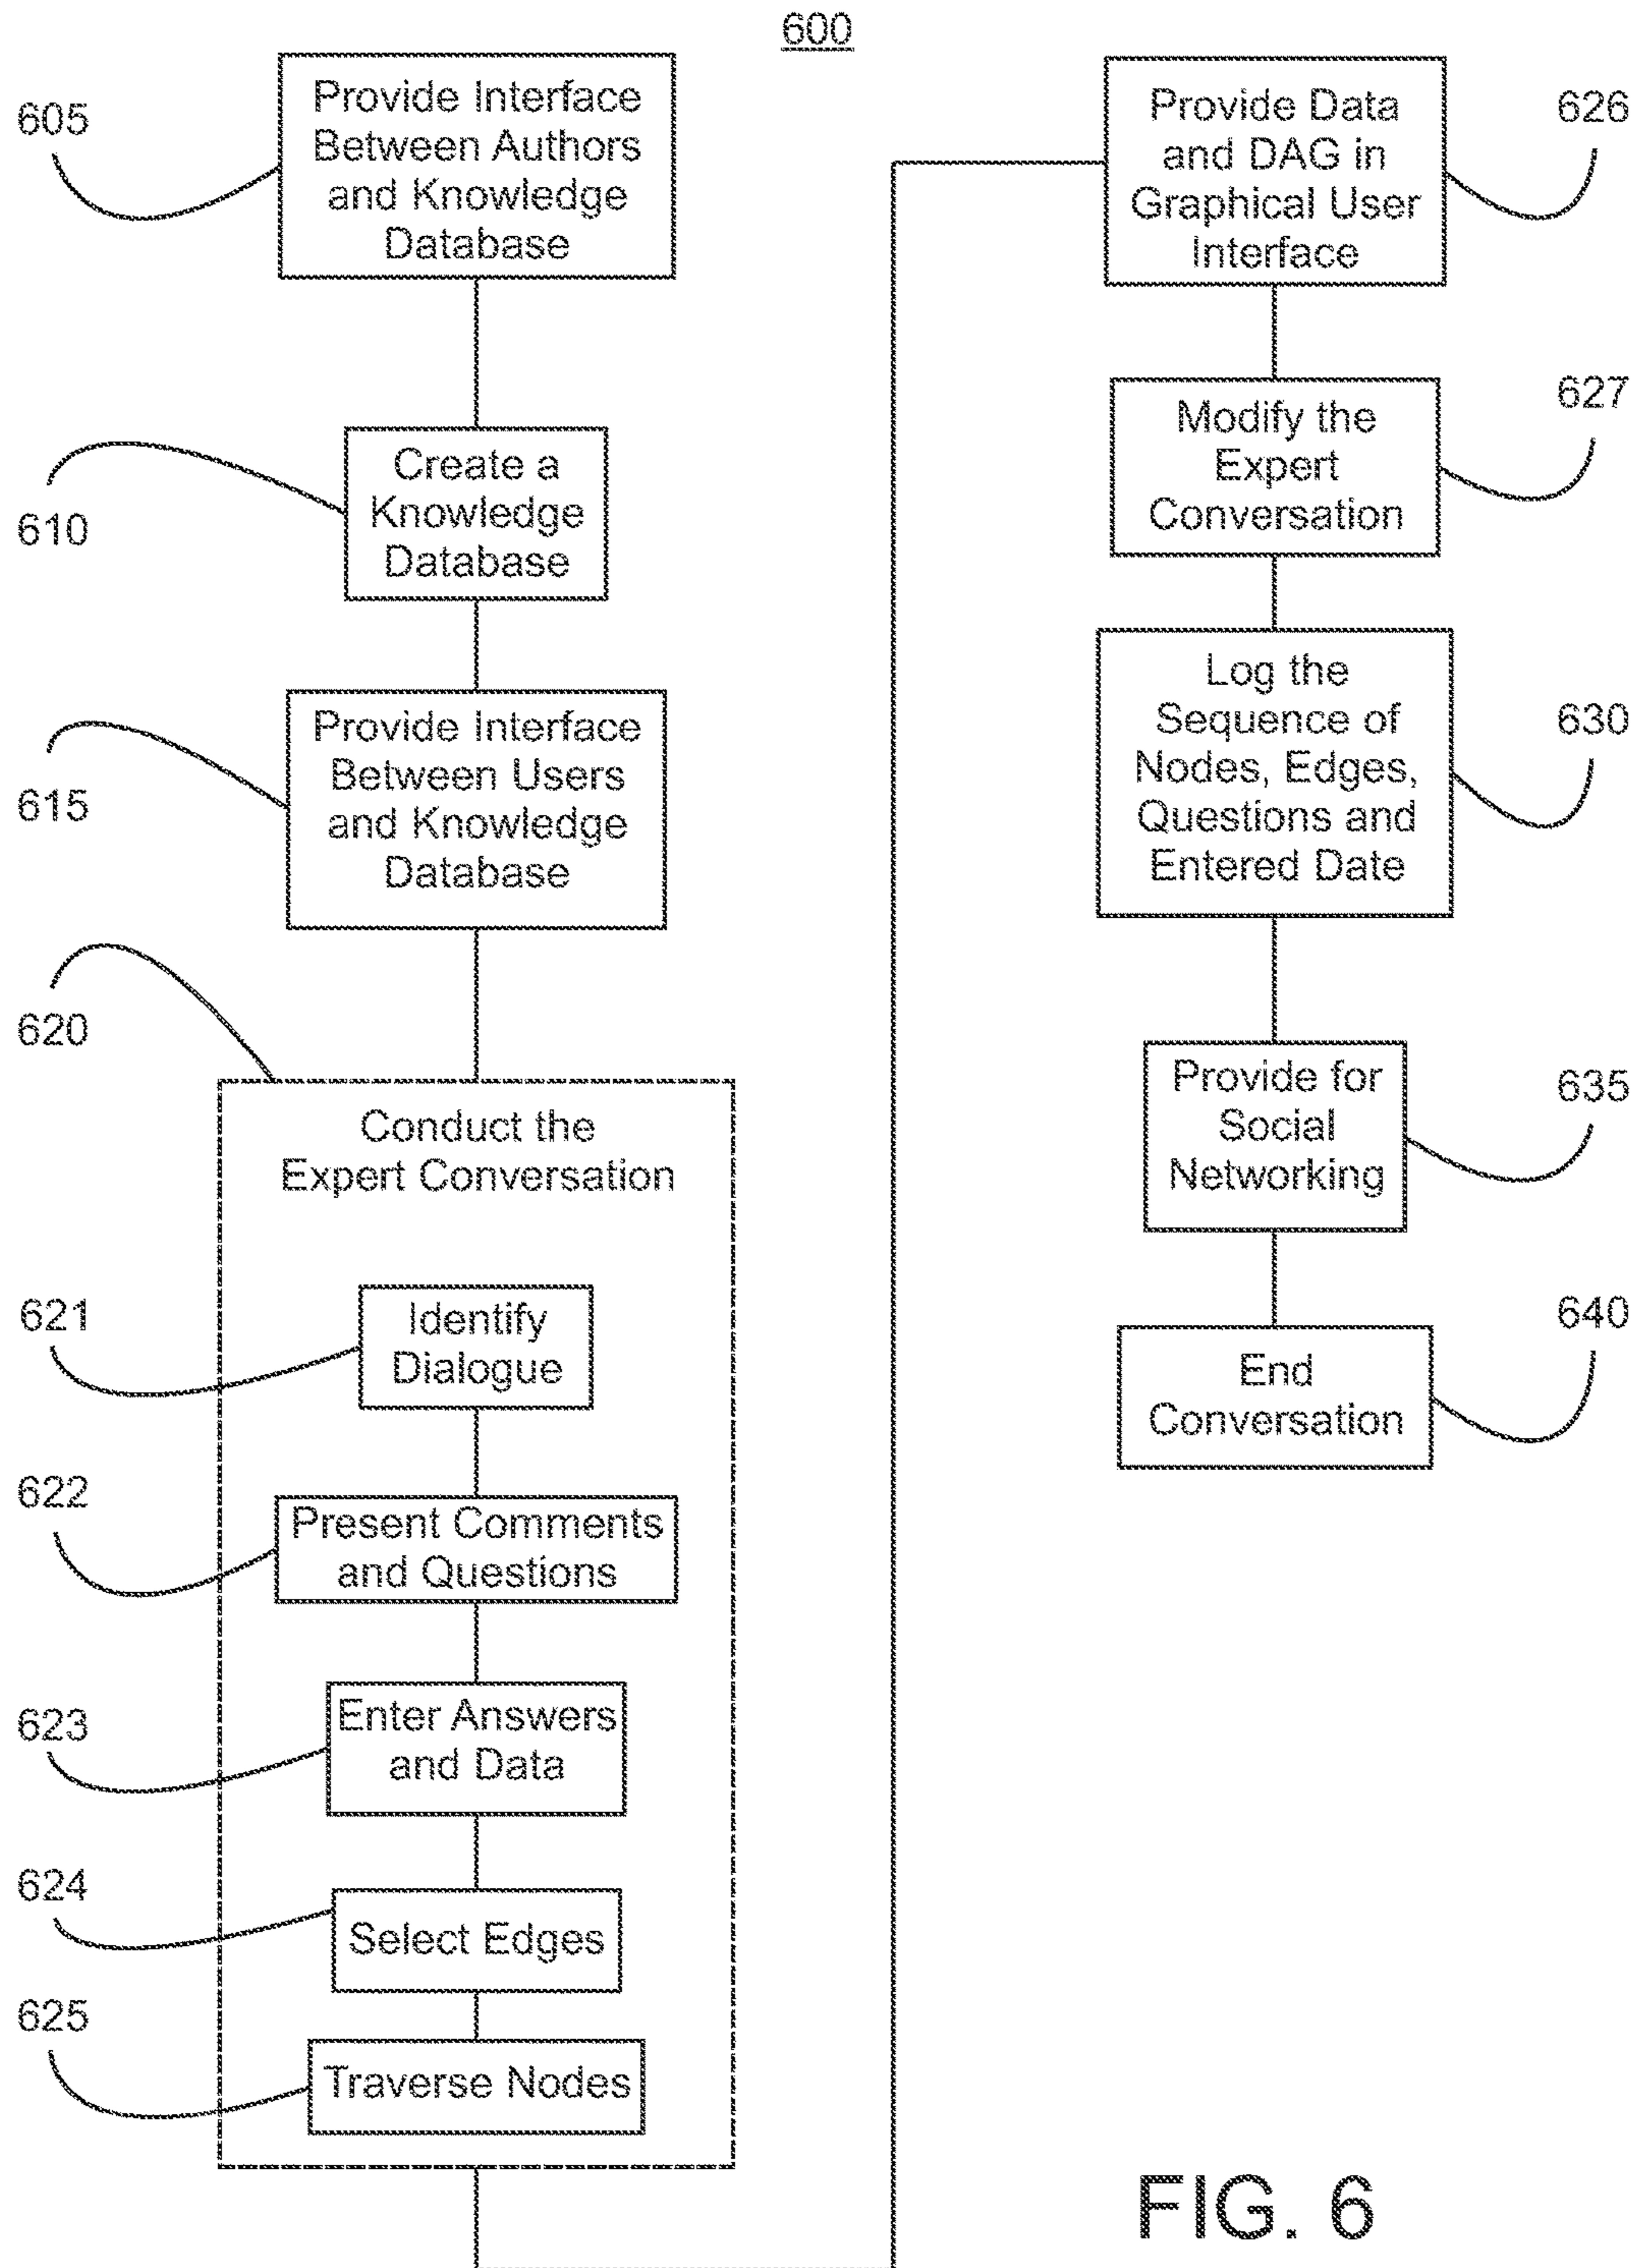 600
605
Provide Interface
Between Authors
and Knowledge
Database
610
Create a
Knowledge
Database
615
Provide Interface
Between Users
and Knowledge
Database
620
Conduct the
Expert Conversation
621
Identify
Dialogue
622
Present Comments
and Questions
623
Enter Answers
and Data
624
Select Edges
625
Traverse Nodes
626
Provide Data
and DAG in
Graphical User
Interface
627
Modify the
Expert
Conversation
630
Log the
Sequence of
Nodes, Edges,
Questions and
Entered Date
635
Provide for
Social
Networking
640
End
Conversation
FIG. 6